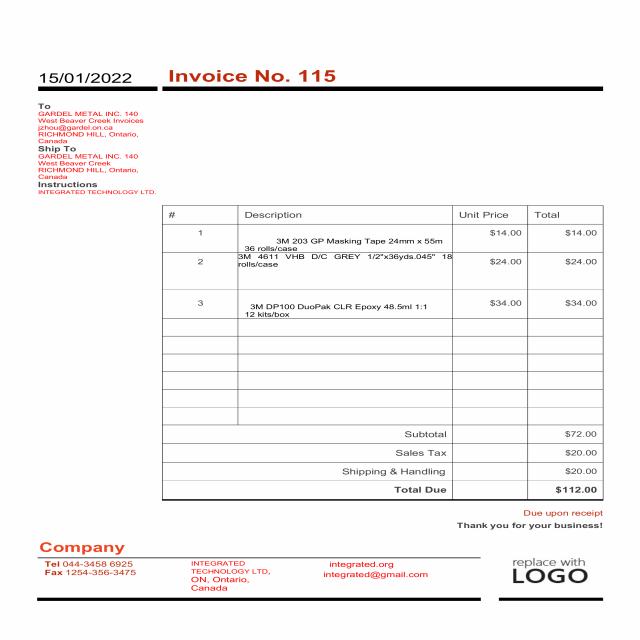 15/01/2022
Invoice No. 115
To
GARDEL METAL INC. 140
West Beaver Creek Invoices
jzhou@gardel.on.ca
RICHMOND HILL, Ontario,
Canada
Ship To
GARDEL METAL INC. 140
West Beaver Creek
RICHMOND HILL, Ontario,
Canada
Instructions
INTEGRATED TECHNOLOGY LTD.
# Description Unit Price Total
1 3M 203 GP Masking Tape 24mm x 55m $14.00 $14.00
36 rolls/case
2 3M 4611 VHB D/C GREY 1/2"x36yds.045" 18 $24.00 $24.00
rolls/case
3 3M DP100 DuoPak CLR Epoxy 48.5ml 1:1 $34.00 $34.00
12 kits/box
Subtotal $72.00
Sales Tax $20.00
Shipping & Handling $20.00
Total Due $112.00
Due upon receipt
Thank you for your business!
Company
Tel 044-3458 6925
Fax 1254-356-3475
INTEGRATED
TECHNOLOGY LTD,
ON, Ontario,
Canada
integrated.org
integrated@gmail.com
replace with
LOGO